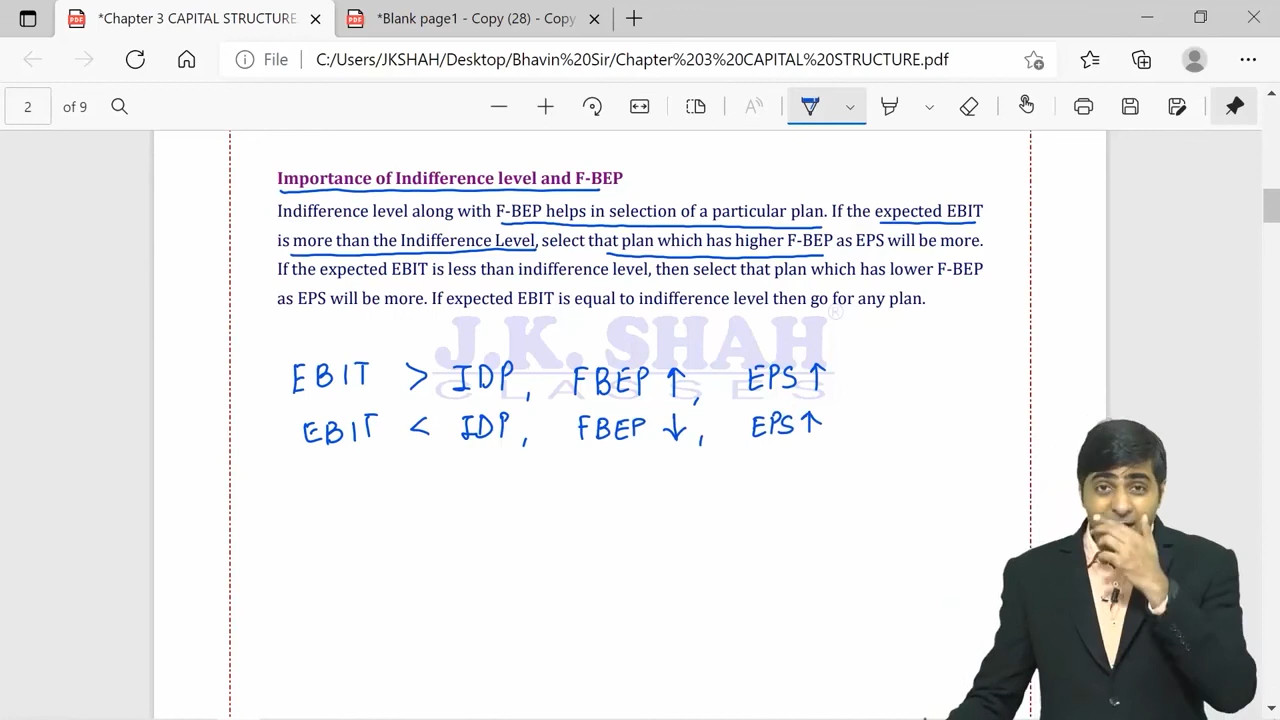 *Chapter 3 CAPITAL STRUCTURE
*Blank page1 - Copy (28) - Copy
File
C:/Users/JKSHAH/Desktop/Bhavin%20Sir/Chapter%203%20CAPITAL%20STRUCTURE.pdf
2 of 9
Importance of Indifference level and F-BEP
Indifference level along with F-BEP helps in selection of a particular plan. If the expected EBIT
is more than the Indifference Level, select that plan which has higher F-BEP as EPS will be more.
If the expected EBIT is less than indifference level, then select that plan which has lower F-BEP
as EPS will be more. If expected EBIT is equal to indifference level then go for any plan.
J.K. SHAH ®
CLASSES
EBIT > IDP, FBEP ↑, EPS ↑
EBIT < IDP, FBEP ↓, EPS ↑